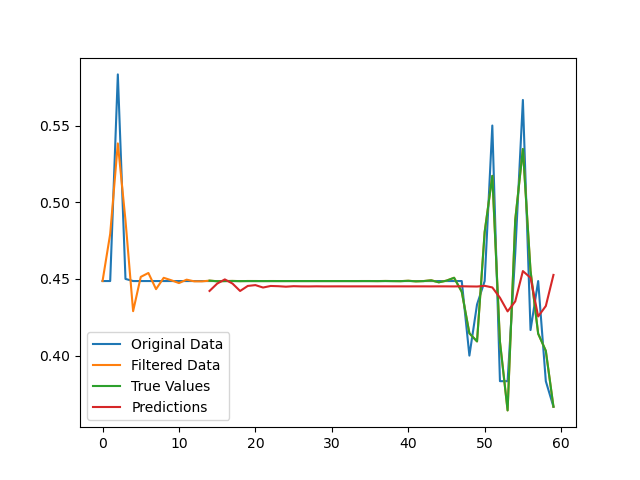 0.55
0.50
0.45
0.40
Original Data
Filtered Data
True Values
Predictions
0 10 20 30 40 50 60